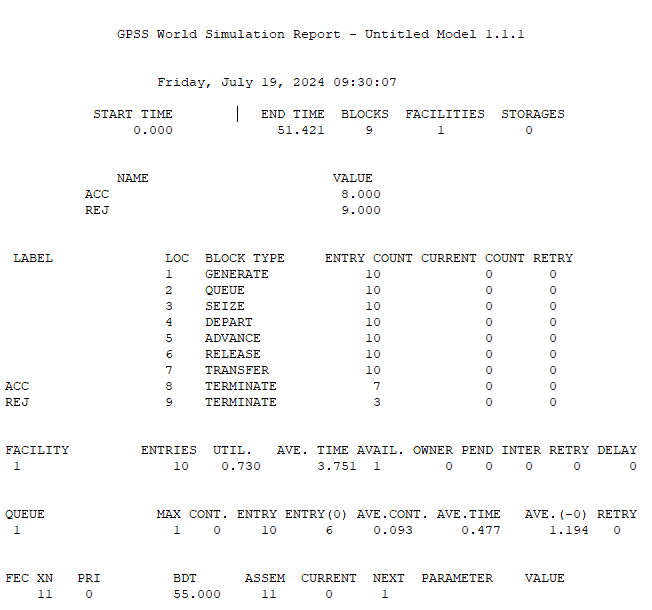 GPSS World Simulation Report - Untitled Model 1.1.1
Friday, July 19, 2024 09:30:07
START TIME END TIME BLOCKS FACILITIES STORAGES
0.000 51.421 9 1 0
NAME VALUE
ACC 8.000
REJ 9.000
LABEL LOC BLOCK TYPE ENTRY COUNT CURRENT COUNT RETRY
1 GENERATE 10 0 0
2 QUEUE 10 0 0
3 SEIZE 10 0 0
4 DEPART 10 0 0
5 ADVANCE 10 0 0
6 RELEASE 10 0 0
7 TRANSFER 10 0 0
ACC 8 TERMINATE 7 0 0
REJ 9 TERMINATE 3 0 0
FACILITY ENTRIES UTIL. AVE. TIME AVAIL. OWNER PEND INTER RETRY DELAY
1 10 0.730 3.751 1 0 0 0 0 0
QUEUE MAX CONT. ENTRY ENTRY(0) AVE.CONT. AVE.TIME AVE.(-0) RETRY
1 1 0 10 6 0.093 0.477 1.194 0
FEC XN PRI BDT ASSEM CURRENT NEXT PARAMETER VALUE
11 0 55.000 11 0 1